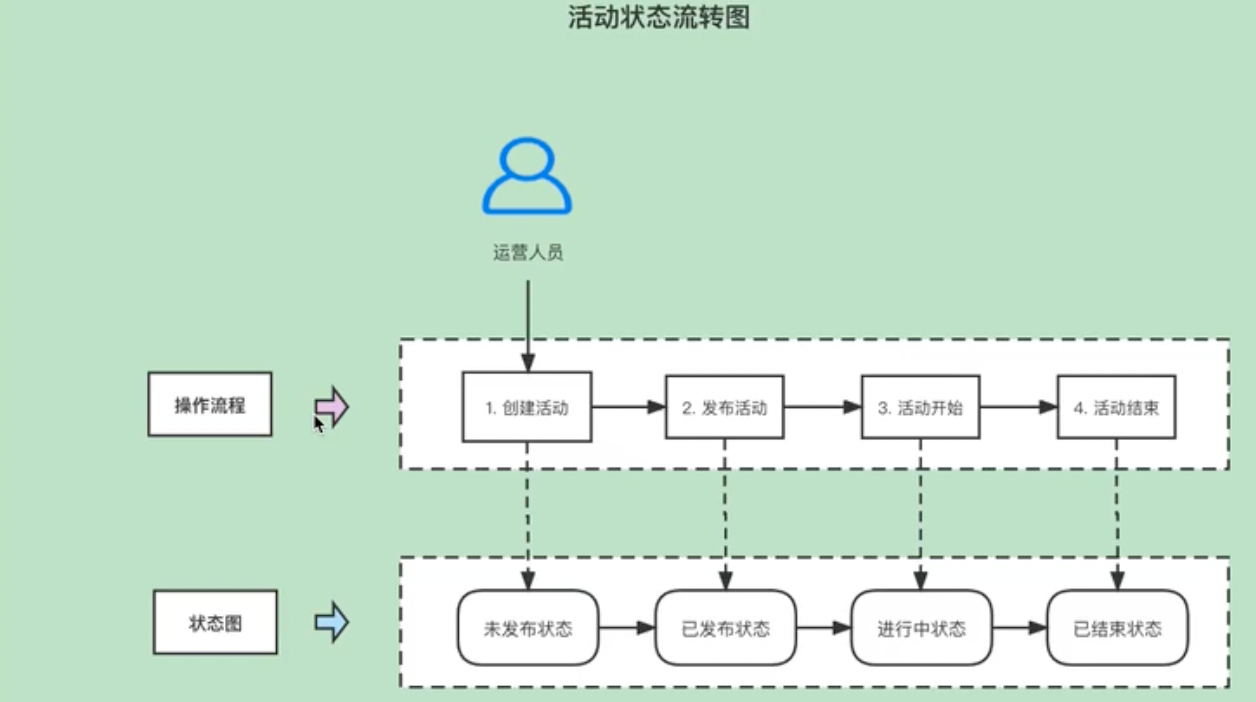 活动状态流转图
运营人员
操作流程
1. 创建活动
2. 发布活动
3. 活动开始
4. 活动结束
状态图
未发布状态
已发布状态
进行中状态
已结束状态